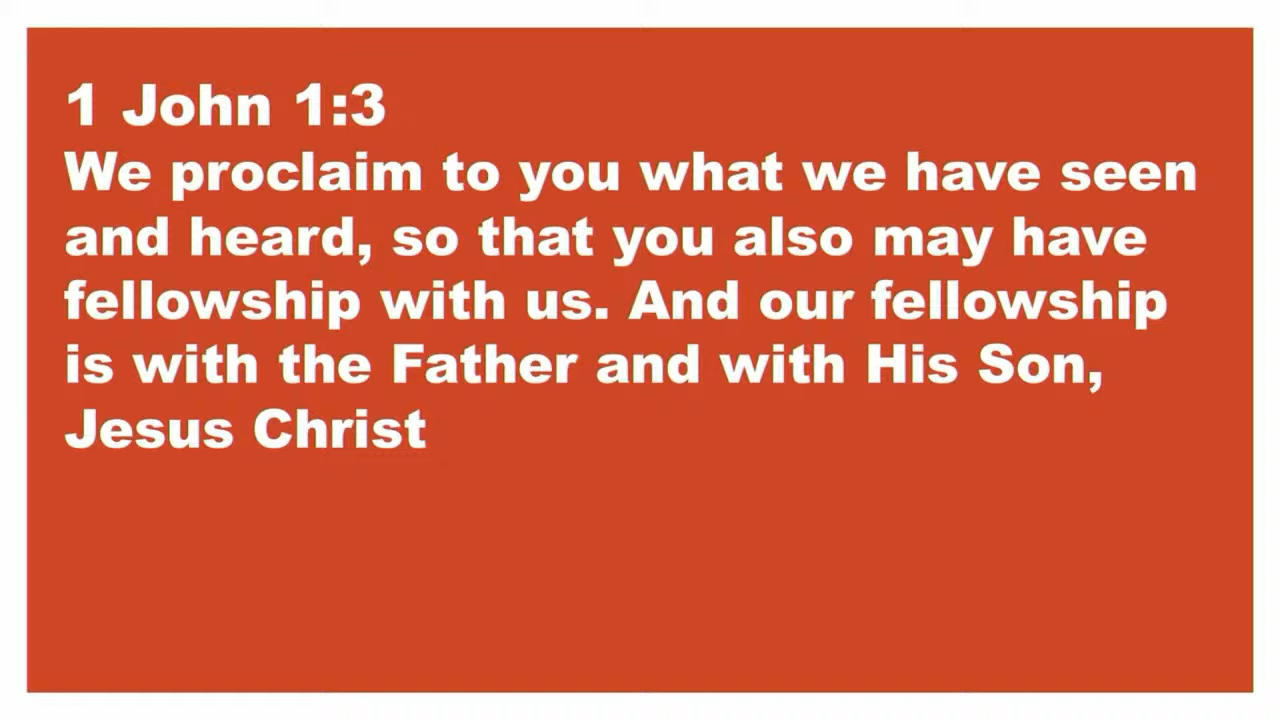 1 John 1:3
We proclaim to you what we have seen
and heard, so that you also may have
fellowship with us. And our fellowship
is with the Father and with His Son,
Jesus Christ